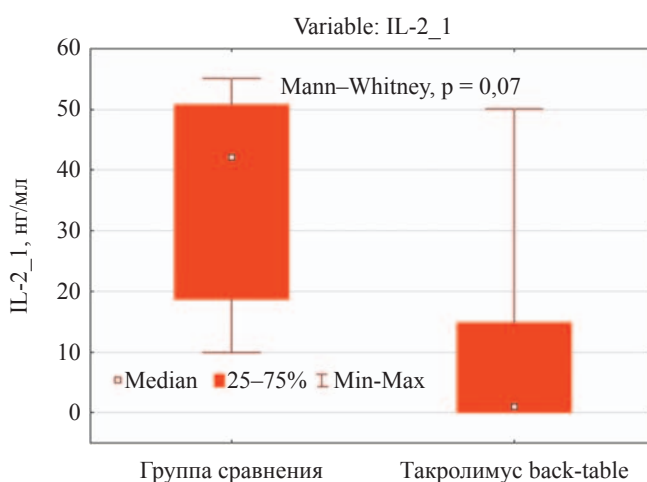 Variable: IL-2_1
Mann–Whitney, p = 0,07
IL-2_1, нг/мл
60
50
40
30
20
10
0
Median 25–75% Min-Max
Группа сравнения Такролимус back-table